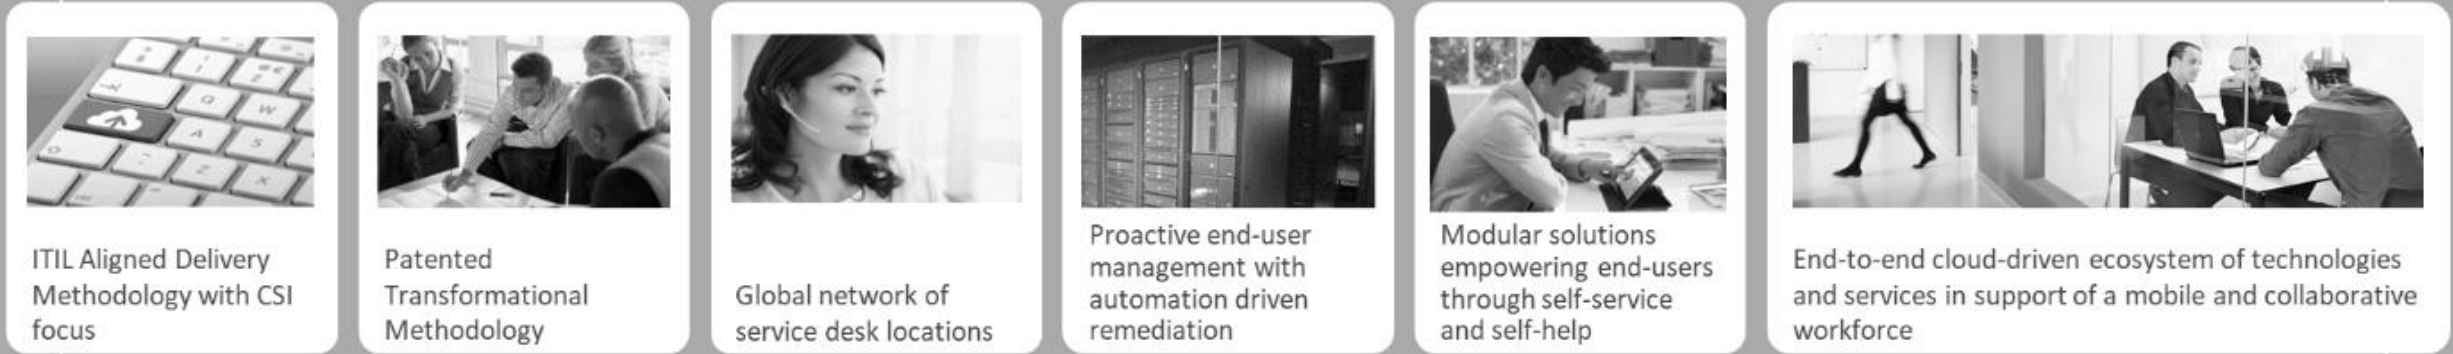 ITIL Aligned Delivery
Methodology with CSI
focus
Patented
Transformational
Methodology
Global network of
service desk locations
Proactive end-user
management with
automation driven
remediation
Modular solutions
empowering end-users
through self-service
and self-help
End-to-end cloud-driven ecosystem of technologies
and services in support of a mobile and collaborative
workforce